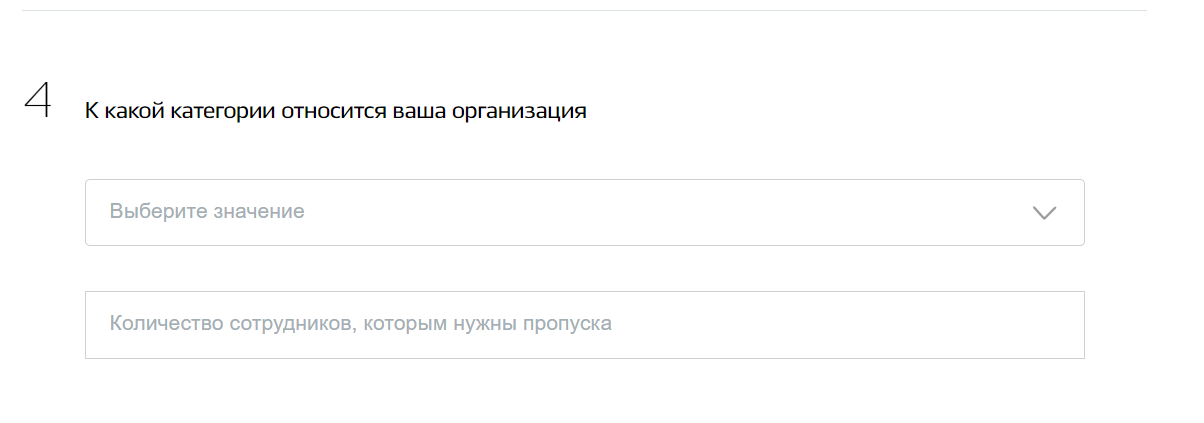 4
К какой категории относится ваша организация
Выберите значение
Количество сотрудников, которым нужны пропуска